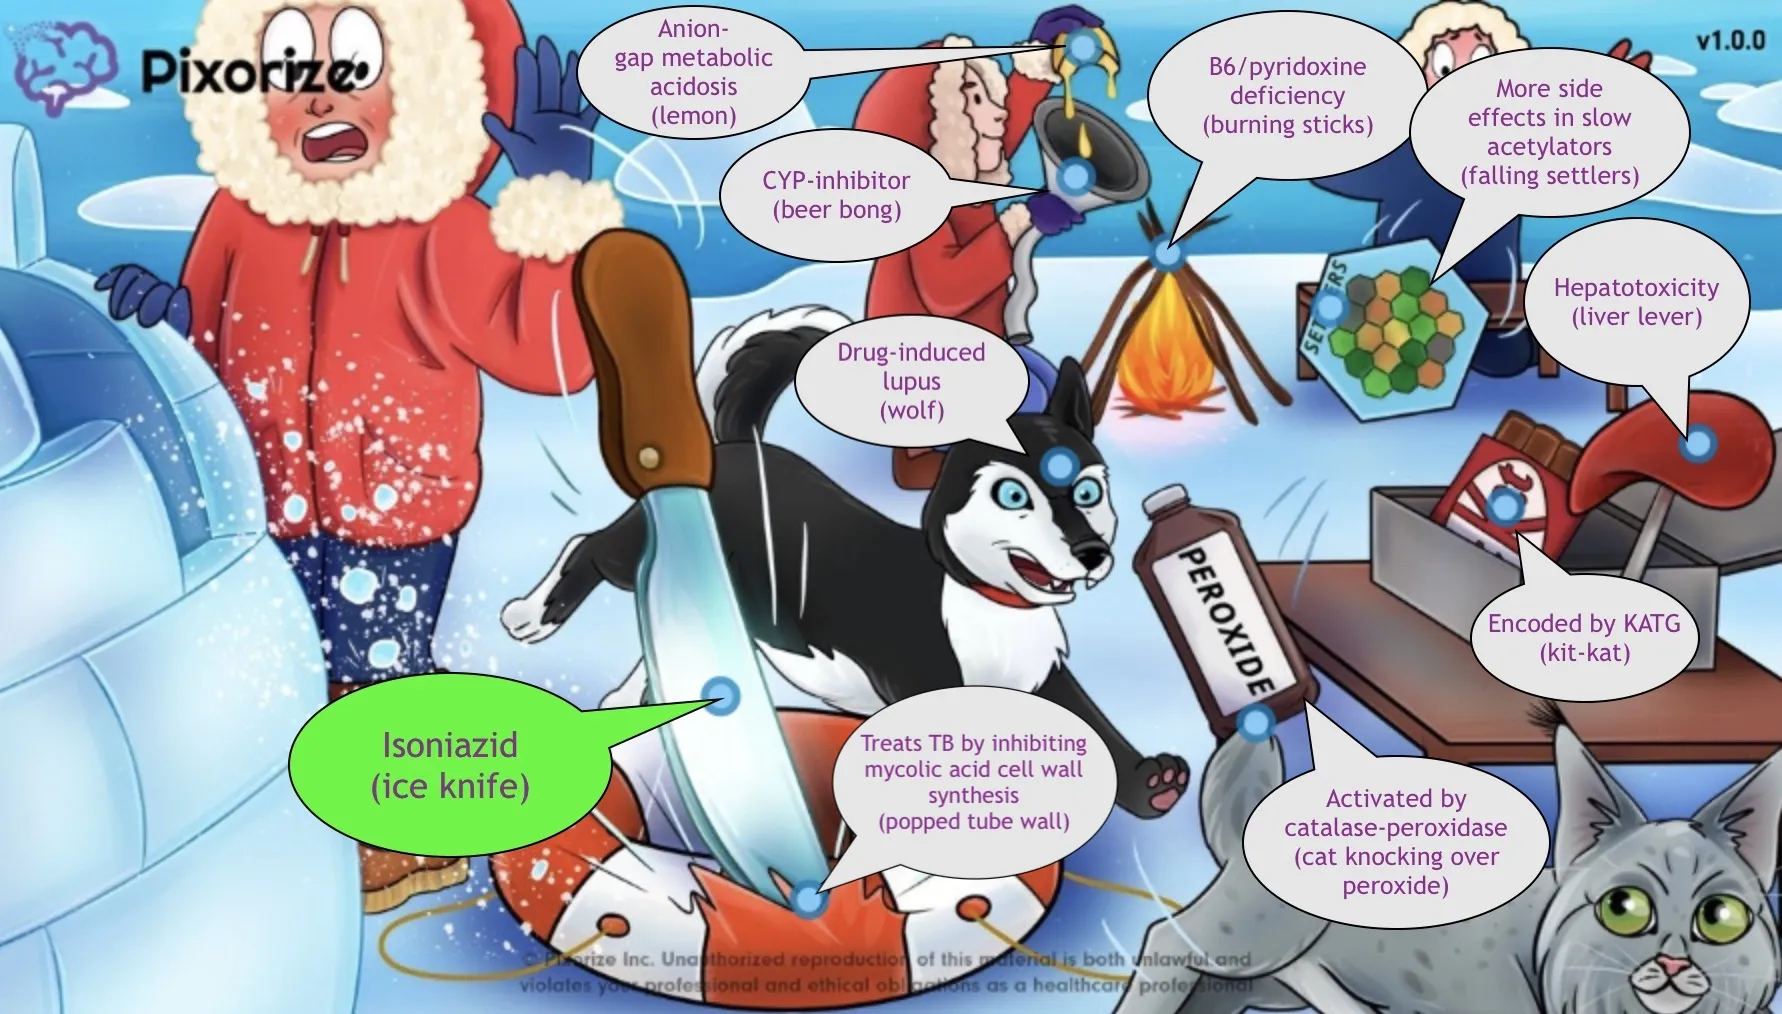 Pixorize
v1.0.0
Anion-
gap metabolic
acidosis
(lemon)
B6/pyridoxine
deficiency
(burning sticks)
More side
effects in slow
acetylators
(falling settlers)
CYP-inhibitor
(beer bong)
Hepatotoxicity
(liver lever)
Drug-induced
lupus
(wolf)
PEROXIDE
Encoded by KATG
(kit-kat)
Isoniazid
(ice knife)
Treats TB by inhibiting
mycolic acid cell wall
synthesis
(popped tube wall)
Activated by
catalase-peroxidase
(cat knocking over
peroxide)
© Pixorize Inc. Unauthorized reproduction of this material is both unlawful and
violates your professional and ethical obligations as a healthcare professional